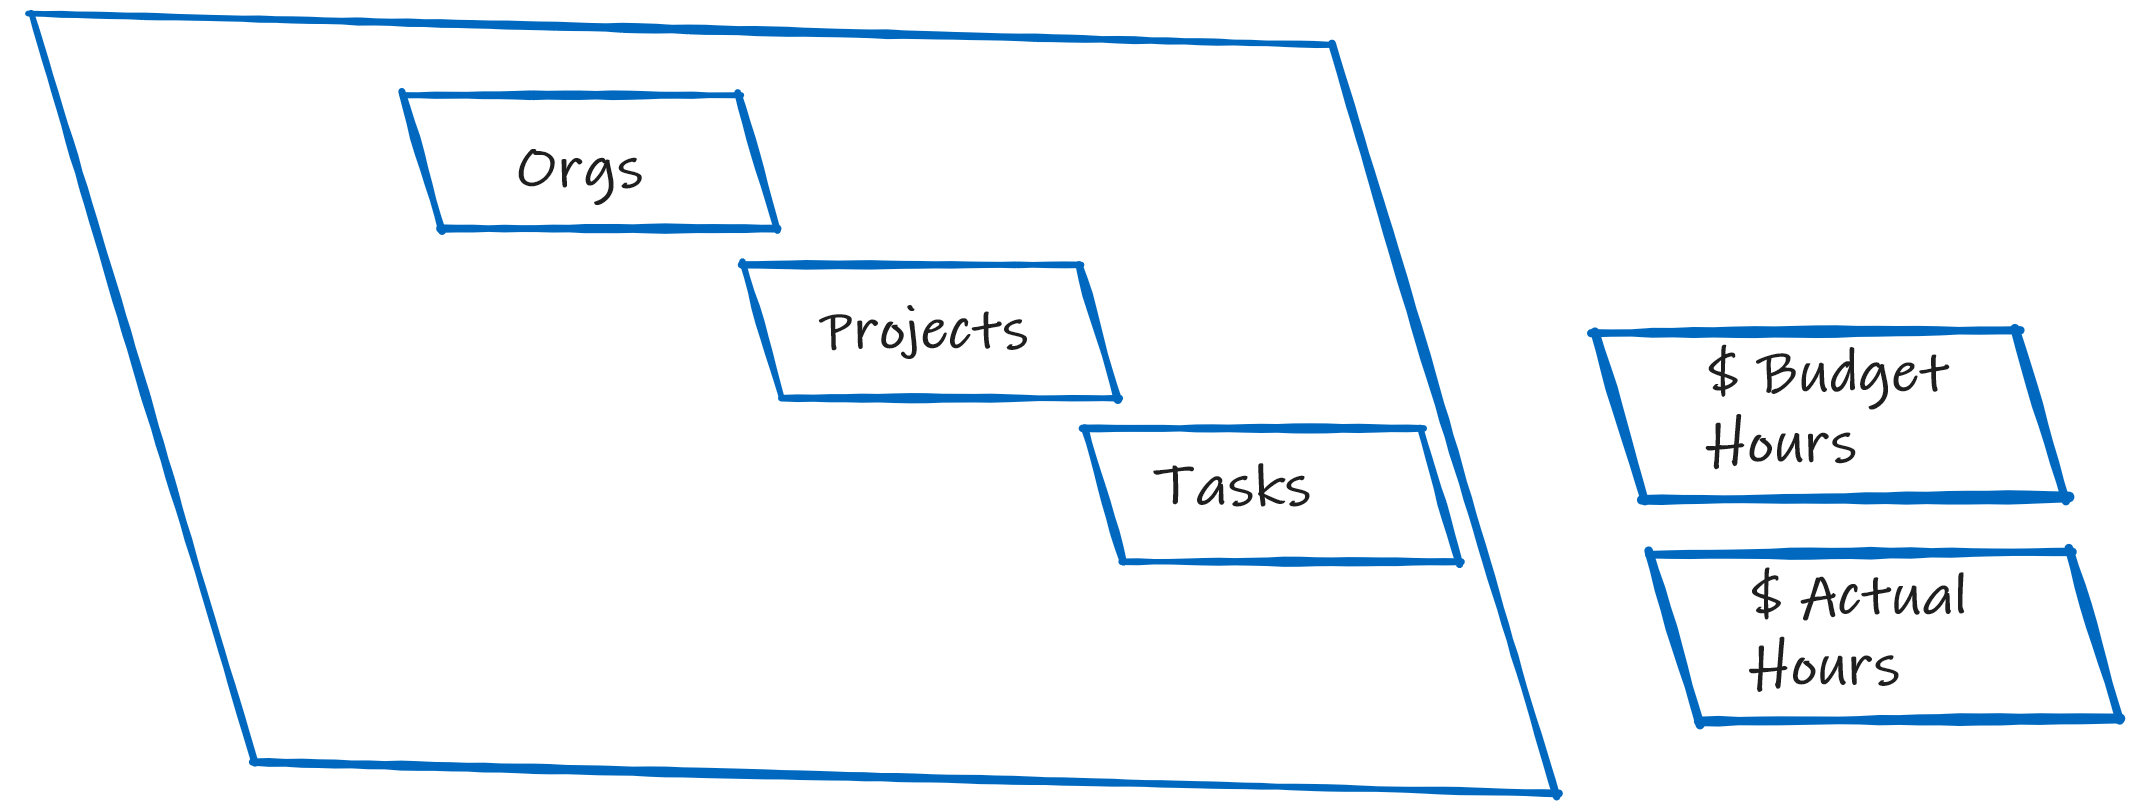 Orgs
Projects
Tasks
$ Budget
Hours
$ Actual
Hours